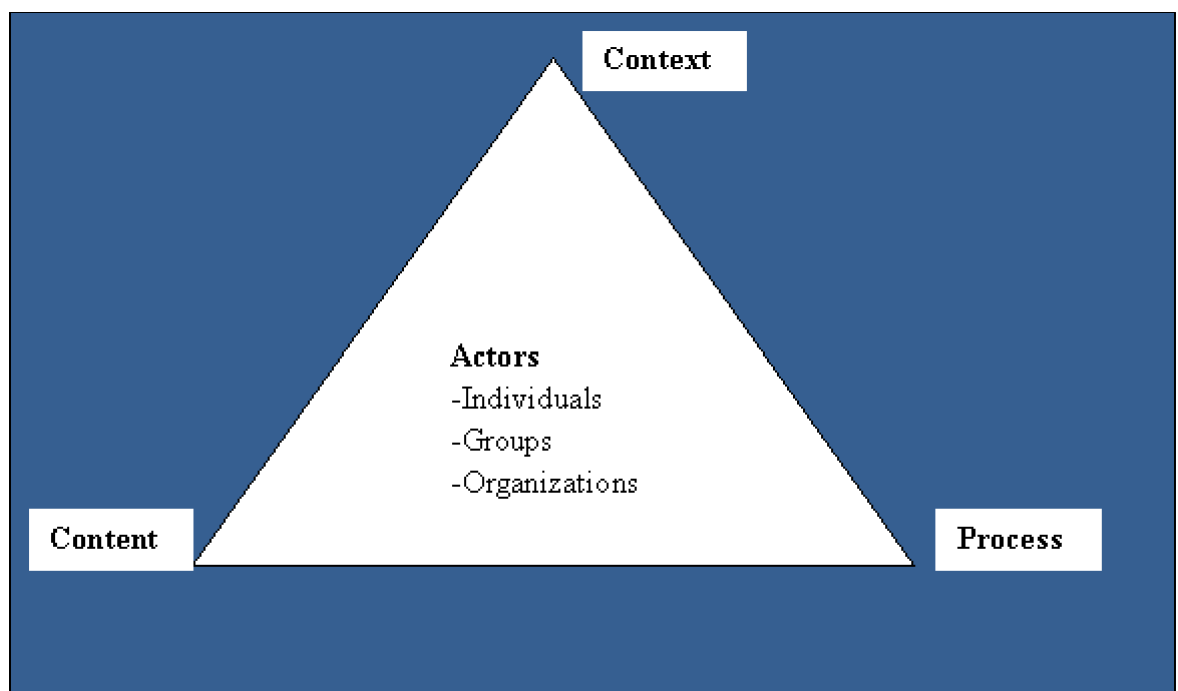 Context
Actors
-Individuals
-Groups
-Organizations
Content
Process